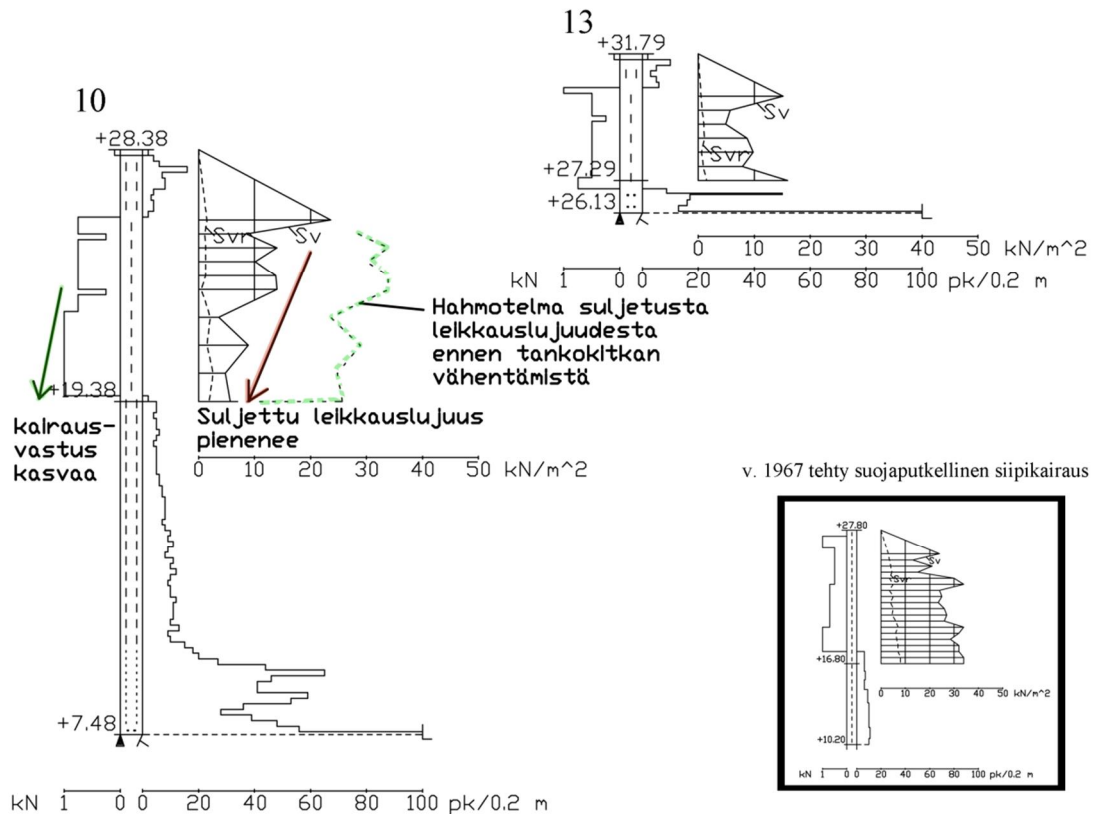 13
+31.79
Sv
Svr
+27.29
+26.13
0 10 20 30 40 50 kN/m^2
kN 1 0 0 20 40 60 80 100 pk/0.2 m
10
+28.38
Svr Sv
+19.38
kairaus-
vastus
kasvaa
Suljettu leikkauslujuus
pienenee
Hahmotelma suljetusta
leikkauslujuudesta
ennen tankokitkan
vähentämistä
0 10 20 30 40 50 kN/m^2
+7.48
kN 1 0 0 20 40 60 80 100 pk/0.2 m
v. 1967 tehty suojaputkellinen siipikairaus
+27.80
Sv
Svr
+16.80
0 10 20 30 40 50 kN/m^2
+10.20
kN 1 0 0 20 40 60 80 100 pk/0.2 m